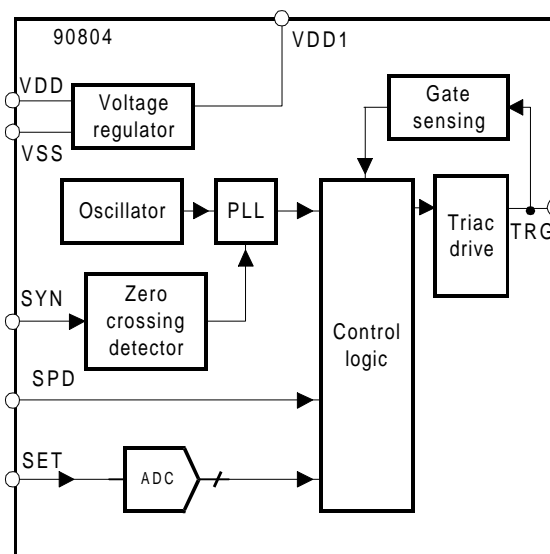 90804
VDD1
VDD
Voltage
regulator
VSS
Gate
sensing
Oscillator
PLL
Triac
drive
TRG
SYN
Zero
crossing
detector
Control
logic
SPD
SET
ADC